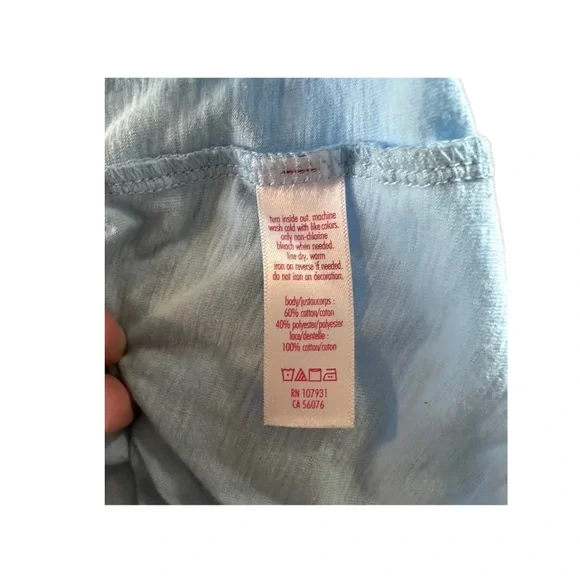 turn inside out. machine
wash cold with like colors.
only non-chlorine
bleach when needed.
line dry. warm
iron on reverse if needed.
do not iron on decoration.
body/justaucorps :
60% cotton/coton
40% polyester/polyester
lace/dentelle :
100% cotton/coton
RN 107931
CA 56076